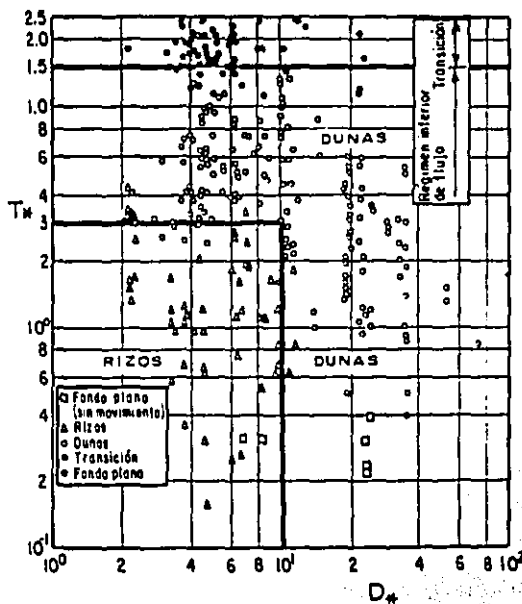 2.5
2.0
1.5
1.0
8
6
4
3
2
10⁰
8
6
4
2
10⁻¹
T*
DUNAS
RIZOS
DUNAS
Regimen inferior de flujo
Transición
□ Fondo plano
(sin movimiento)
△ Rizos
○ Dunas
● Transición
● Fondo plano
10⁰
2
4
6
8
10¹
2
4
6
8
10²
D*